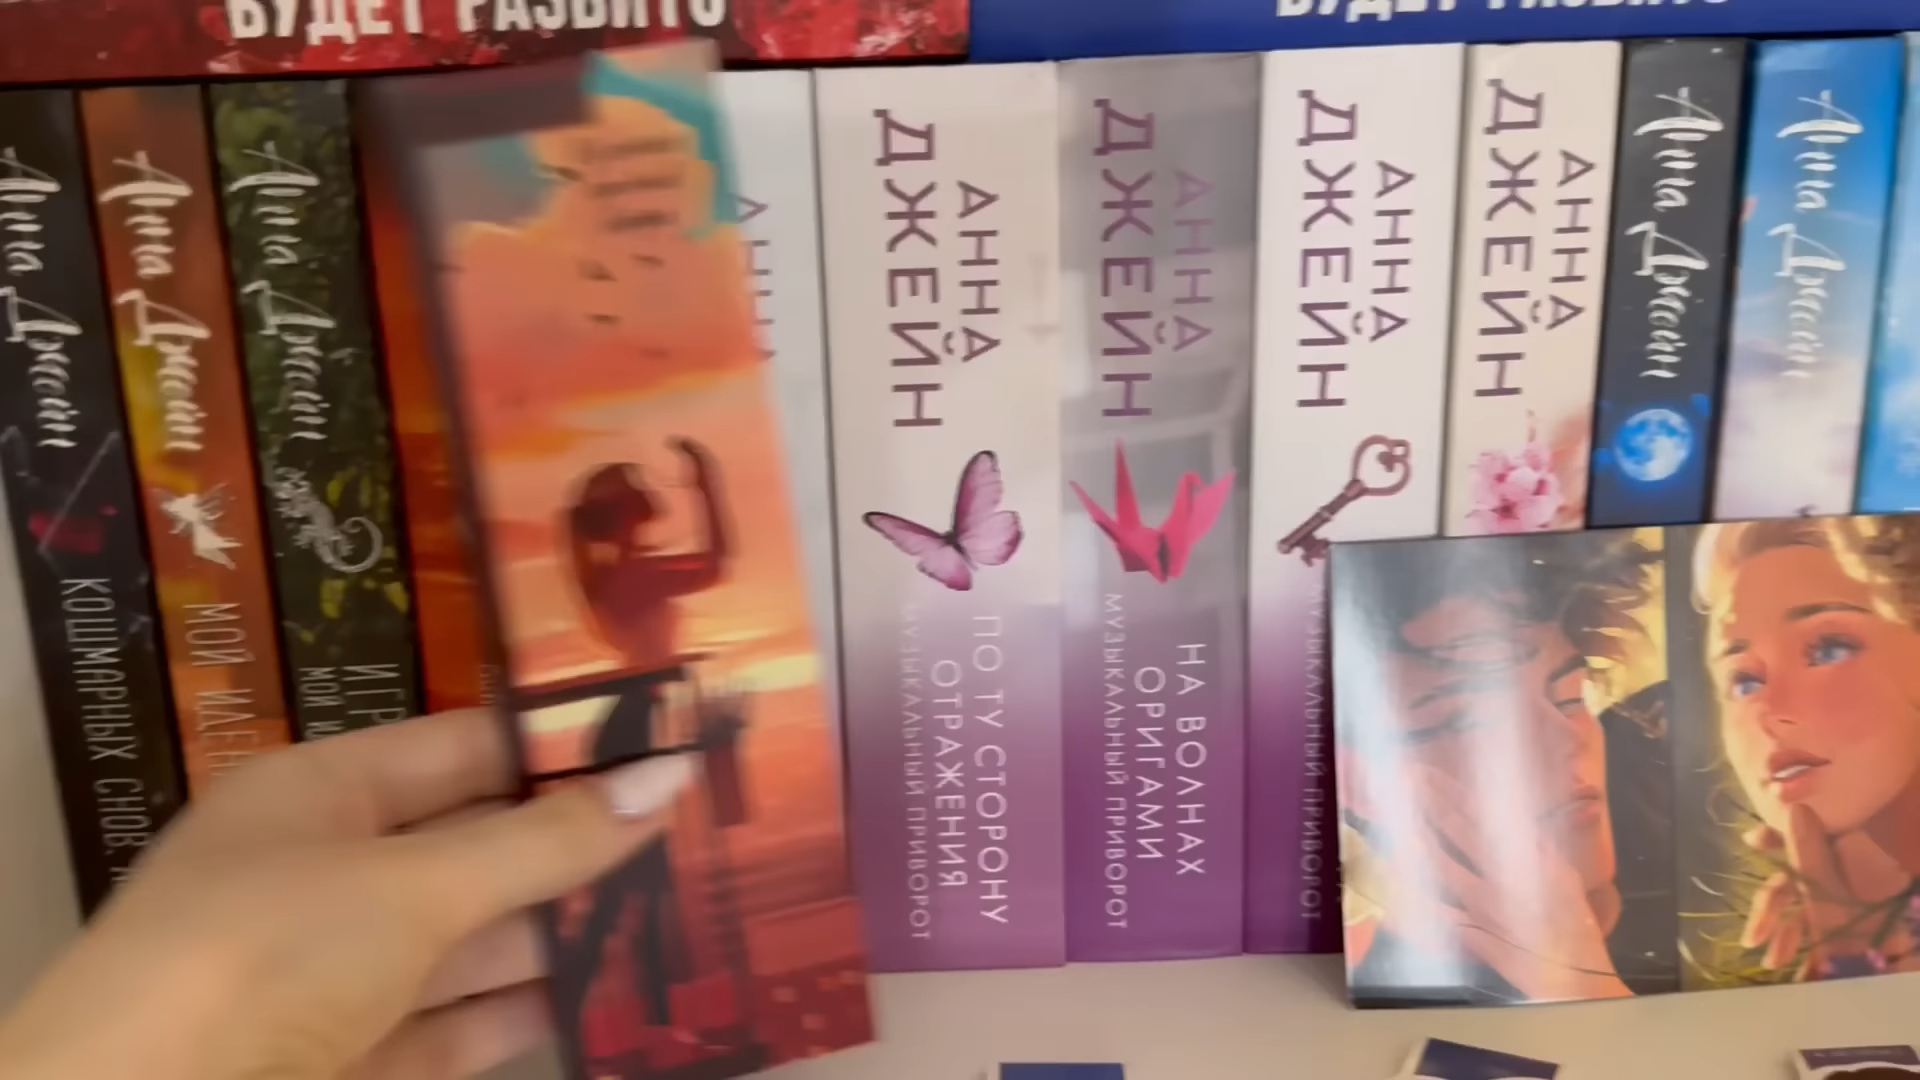 БУДЕТ РАЗБИТО
Анна Джейн
КОШМАРНЫХ СНОВ.
Анна Джейн
МОЙ
Анна Джейн
АННА
АННА
ДЖЕЙН
ПО ТУ СТОРОНУ
ОТРАЖЕНИЯ
МУЗЫКАЛЬНЫЙ ПРИВОРОТ
АННА
ДЖЕЙН
НА ВОЛНАХ
ОРИГАМИ
МУЗЫКАЛЬНЫЙ ПРИВОРОТ
АННА
ДЖЕЙН
МУЗЫКАЛЬНЫЙ ПРИВОРОТ
АННА
ДЖЕЙН
Анна Джейн
Анна Джейн